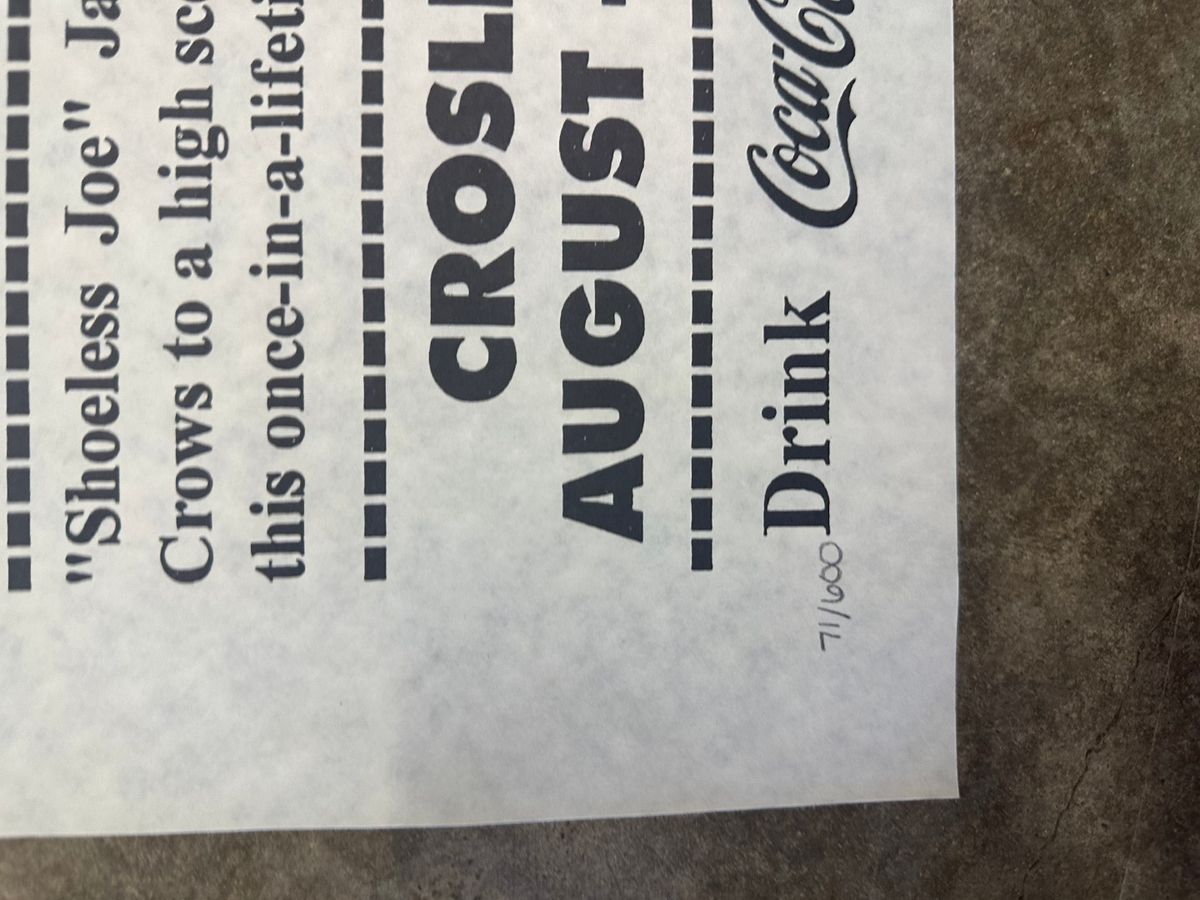 "Shoeless Joe" Ja
Crows to a high sc
this once-in-a-lifeti
CROSL
AUGUST
Drink Coca-Co
71/600